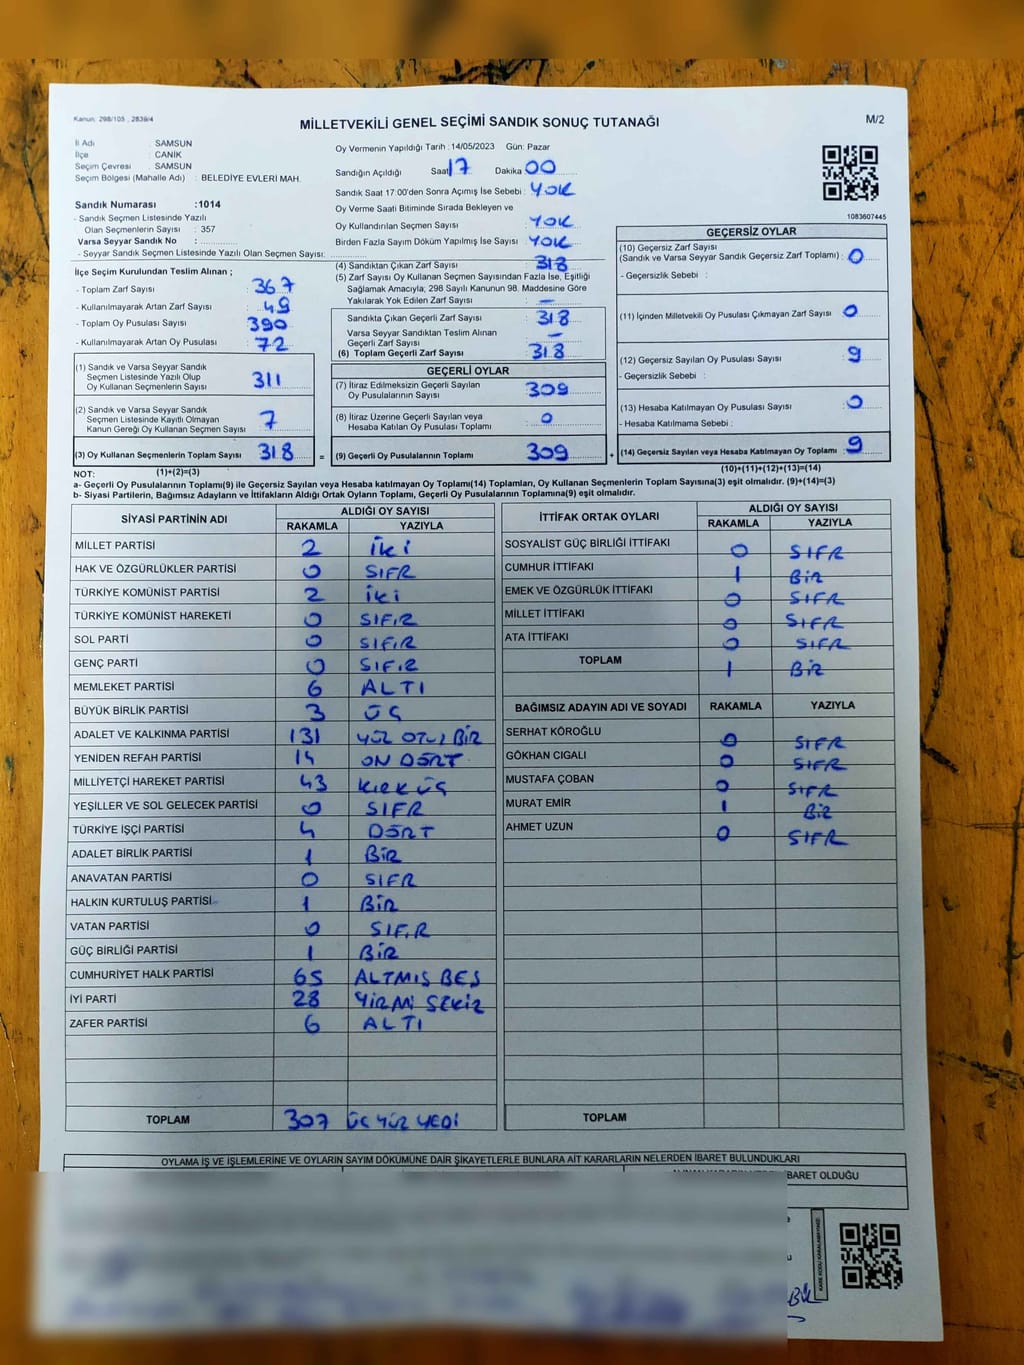 Kanun. 298/105 , 2839/4
MİLLETVEKİLİ GENEL SEÇİMİ SANDIK SONUÇ TUTANAĞI
M/2
İl Adı : SAMSUN
İlçe : CANİK
Seçim Çevresi : SAMSUN
Seçim Bölgesi (Mahalle Adı) : BELEDİYE EVLERİ MAH.
Sandık Numarası :1014
- Sandık Seçmen Listesinde Yazılı
Olan Seçmenlerin Sayısı : 357
Varsa Seyyar Sandık No :
- Seyyar Sandık Seçmen Listesinde Yazılı Olan Seçmen Sayısı:
Oy Vermenin Yapıldığı Tarih : 14/05/2023 Gün: Pazar
Sandığın Açıldığı Saat 17 Dakika 00
Sandık Saat 17:00'den Sonra Açımış İse Sebebi : YOK
Oy Verme Saati Bitiminde Sırada Bekleyen ve
Oy Kullandırılan Seçmen Sayısı : YOK
Birden Fazla Sayım Döküm Yapılmış İse Sayısı : YOK
1083607445
İlçe Seçim Kurulundan Teslim Alınan ;
- Toplam Zarf Sayısı : 367
- Kullanılmayarak Artan Zarf Sayısı : 49
- Toplam Oy Pusulası Sayısı : 390
- Kullanılmayarak Artan Oy Pusulası : 72
(1) Sandık ve Varsa Seyyar Sandık
Seçmen Listesinde Yazılı Olup
Oy Kullanan Seçmenlerin Sayısı : 311
(2) Sandık ve Varsa Seyyar Sandık
Seçmen Listesinde Kayıtlı Olmayan
Kanun Gereği Oy Kullanan Seçmen Sayısı : 7
(3) Oy Kullanan Seçmenlerin Toplam Sayısı : 318 =
(4) Sandıktan Çıkan Zarf Sayısı : 318
(5) Zarf Sayısı Oy Kullanan Seçmen Sayısından Fazla İse, Eşitliği
Sağlamak Amacıyla; 298 Sayılı Kanunun 98. Maddesine Göre
Yakılarak Yok Edilen Zarf Sayısı : —
Sandıkta Çıkan Geçerli Zarf Sayısı : 318
Varsa Seyyar Sandıktan Teslim Alınan
Geçerli Zarf Sayısı : —
(6) Toplam Geçerli Zarf Sayısı : 318
GEÇERLİ OYLAR
(7) İtiraz Edilmeksizin Geçerli Sayılan
Oy Pusulalarının Sayısı : 309
(8) İtiraz Üzerine Geçerli Sayılan veya
Hesaba Katılan Oy Pusulası Toplamı : 0
(9) Geçerli Oy Pusulalarının Toplamı : 309 +
GEÇERSİZ OYLAR
(10) Geçersiz Zarf Sayısı
(Sandık ve Varsa Seyyar Sandık Geçersiz Zarf Toplamı) : 0
- Geçersizlik Sebebi :
(11) İçinden Milletvekili Oy Pusulası Çıkmayan Zarf Sayısı : 0
(12) Geçersiz Sayılan Oy Pusulası Sayısı : 9
- Geçersizlik Sebebi :
(13) Hesaba Katılmayan Oy Pusulası Sayısı : 0
- Hesaba Katılmama Sebebi :
(14) Geçersiz Sayılan veya Hesaba Katılmayan Oy Toplamı : 9
NOT: (1)+(2)=(3) (10)+(11)+(12)+(13)=(14)
a- Geçerli Oy Pusulalarının Toplamı(9) ile Geçersiz Sayılan veya Hesaba Katılmayan Oy Toplamı(14) Toplamları, Oy Kullanan Seçmenlerin Toplam Sayısına(3) eşit olmalıdır. (9)+(14)=(3)
b- Siyasi Partilerin, Bağımsız Adayların ve İttifakların Aldığı Ortak Oyların Toplamı, Geçerli Oy Pusulalarının Toplamına(9) eşit olmalıdır.
SİYASİ PARTİNİN ADI ALDIĞI OY SAYISI
RAKAMLA YAZIYLA
MİLLET PARTİSİ 2 İKİ
HAK VE ÖZGÜRLÜKLER PARTİSİ 0 SIFR
TÜRKİYE KOMÜNİST PARTİSİ 2 İKİ
TÜRKİYE KOMÜNİST HAREKETİ 0 SIFIR
SOL PARTİ 0 SIFIR
GENÇ PARTİ 0 SIFIR
MEMLEKET PARTİSİ 6 ALTI
BÜYÜK BİRLİK PARTİSİ 3 ÜÇ
ADALET VE KALKINMA PARTİSİ 131 YÜZ OTUZ BİR
YENİDEN REFAH PARTİSİ 14 ON DÖRT
MİLLİYETÇİ HAREKET PARTİSİ 43 KIRK ÜÇ
YEŞİLLER VE SOL GELECEK PARTİSİ 0 SIFR
TÜRKİYE İŞÇİ PARTİSİ 4 DÖRT
ADALET BİRLİK PARTİSİ 1 BİR
ANAVATAN PARTİSİ 0 SIFR
HALKIN KURTULUŞ PARTİSİ 1 BİR
VATAN PARTİSİ 0 SIFIR
GÜÇ BİRLİĞİ PARTİSİ 1 BİR
CUMHURİYET HALK PARTİSİ 65 ALTMIŞ BEŞ
İYİ PARTİ 28 YİRMİ SEKİZ
ZAFER PARTİSİ 6 ALTI
TOPLAM 307 ÜÇ YÜZ YEDİ
İTTİFAK ORTAK OYLARI ALDIĞI OY SAYISI
RAKAMLA YAZIYLA
SOSYALİST GÜÇ BİRLİĞİ İTTİFAKI 0 SIFR
CUMHUR İTTİFAKI 1 BİR
EMEK VE ÖZGÜRLÜK İTTİFAKI 0 SIFR
MİLLET İTTİFAKI 0 SIFR
ATA İTTİFAKI 0 SIFR
TOPLAM 1 BİR
BAĞIMSIZ ADAYIN ADI VE SOYADI RAKAMLA YAZIYLA
SERHAT KÖROĞLU 0 SIFR
GÖKHAN CIGALI 0 SIFR
MUSTAFA ÇOBAN 0 SIFR
MURAT EMİR 1 BİR
AHMET UZUN 0 SIFR
TOPLAM
OYLAMA İŞ VE İŞLEMLERİNE VE OYLARIN SAYIM DÖKÜMÜNE DAİR ŞİKAYETLERLE BUNLARA AİT KARARLARIN NELERDEN İBARET BULUNDUKLARI
İBARET OLDUĞU